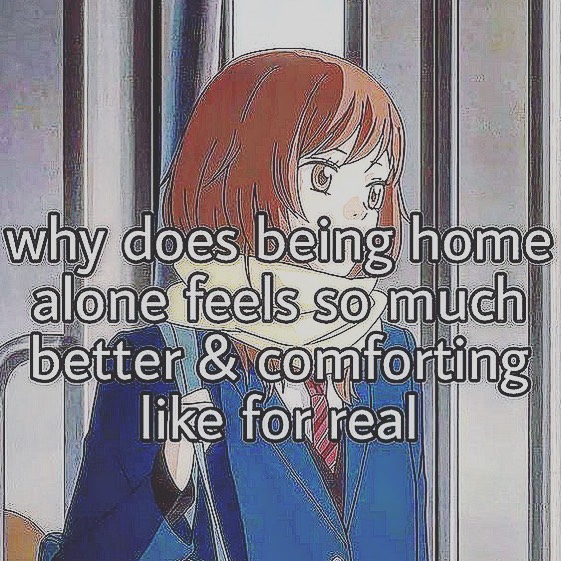 why does being home
alone feels so much
better & comforting
like for real